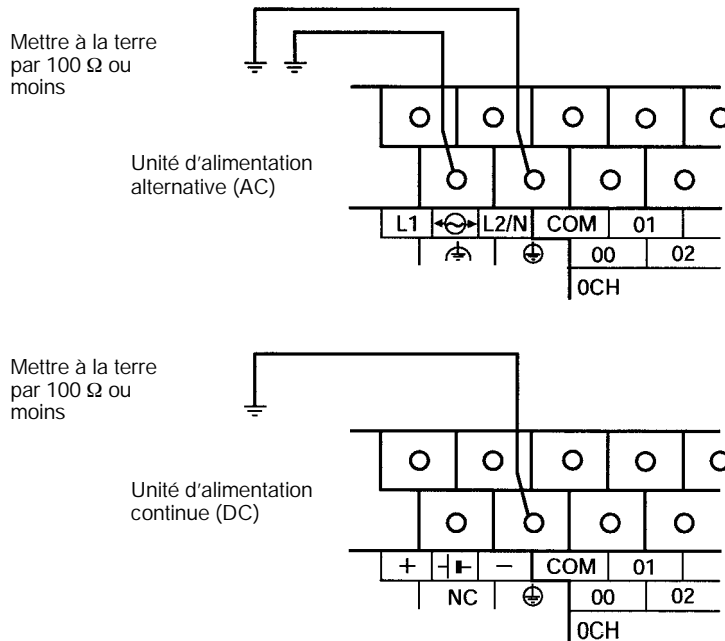 Mettre à la terre
par 100 Ω ou
moins
Unité d'alimentation
alternative (AC)
L1 L2/N COM 01
00 02
0CH
Mettre à la terre
par 100 Ω ou
moins
Unité d'alimentation
continue (DC)
+ − COM 01
NC 00 02
0CH